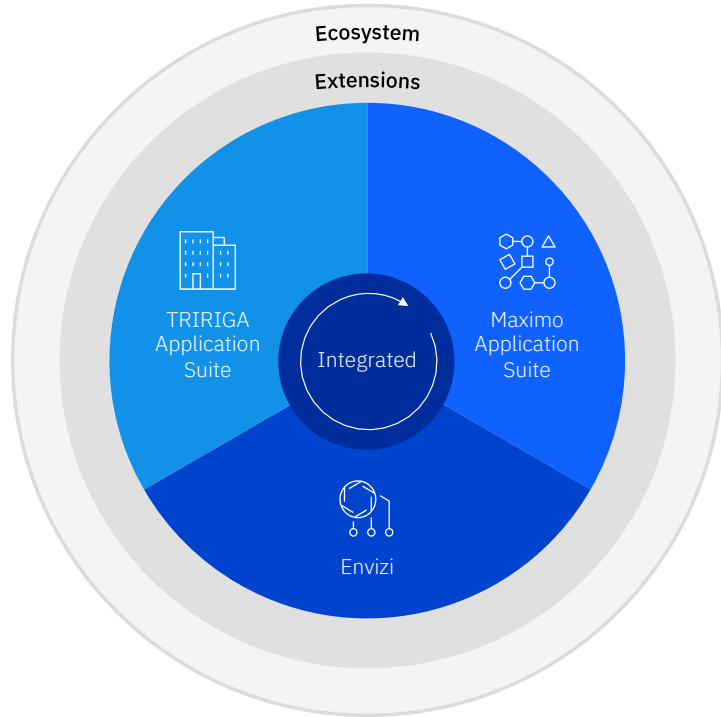 Ecosystem
Extensions
TRIRIGA
Application
Suite
Integrated
Maximo
Application
Suite
Envizi